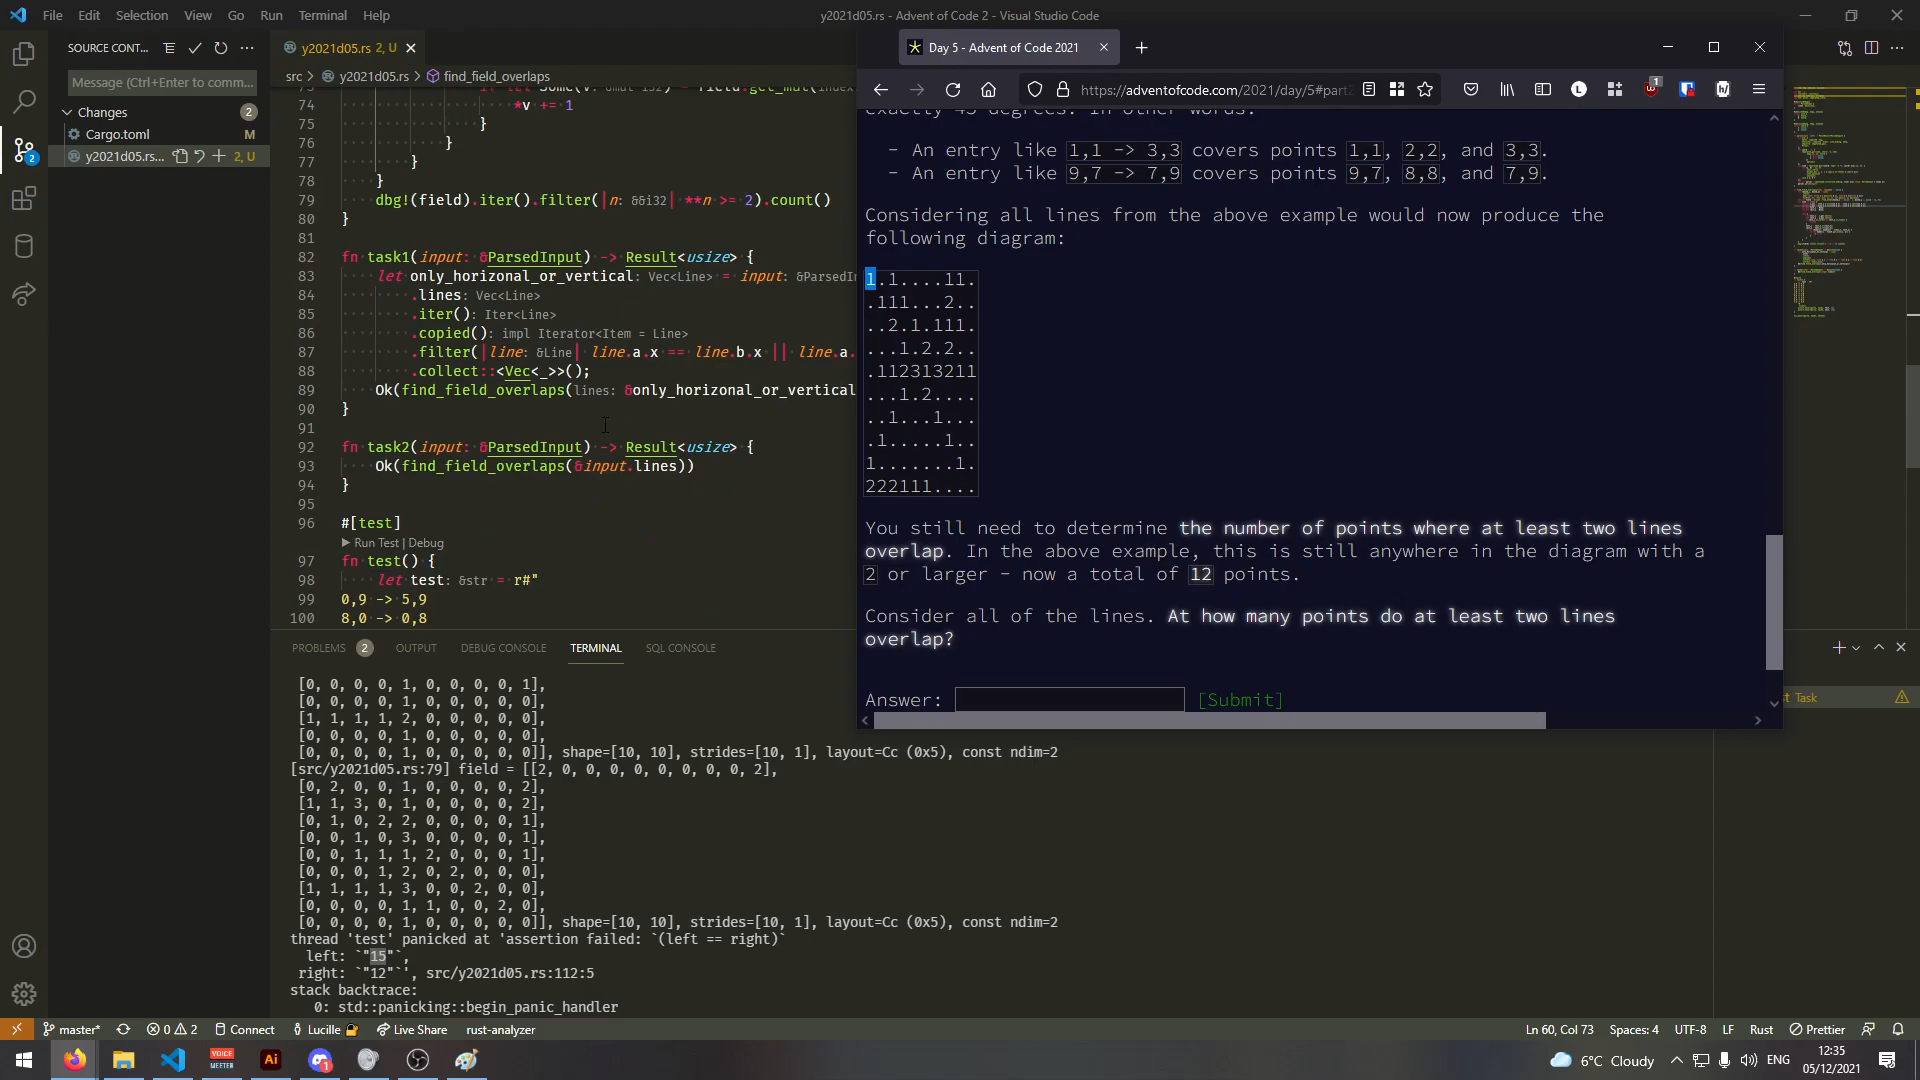 File Edit Selection View Go Run Terminal Help
y2021d05.rs - Advent of Code 2 - Visual Studio Code
SOURCE CONT...
Message (Ctrl+Enter to comm...
Changes 2
Cargo.toml M
y2021d05.rs... 2, U
2
y2021d05.rs 2, U
src > y2021d05.rs > find_field_overlaps
74 *v += 1
75 }
76 }
77 }
78 }
79 dbg!(field).iter().filter(|n: &&i32| **n >= 2).count()
80 }
81
82 fn task1(input: &ParsedInput) -> Result<usize> {
83 let only_horizonal_or_vertical: Vec<Line> = input: &ParsedIn
84 .lines: Vec<Line>
85 .iter(): Iter<Line>
86 .copied(): impl Iterator<Item = Line>
87 .filter(|line: &Line| line.a.x == line.b.x || line.a.
88 .collect::<Vec<_>>();
89 Ok(find_field_overlaps(lines: &only_horizonal_or_vertical
90 }
91
92 fn task2(input: &ParsedInput) -> Result<usize> {
93 Ok(find_field_overlaps(&input.lines))
94 }
95
96 #[test]
Run Test | Debug
97 fn test() {
98 let test: &str = r#"
99 0,9 -> 5,9
100 8,0 -> 0,8
PROBLEMS 2 OUTPUT DEBUG CONSOLE TERMINAL SQL CONSOLE
[0, 0, 0, 0, 1, 0, 0, 0, 0, 1],
[0, 0, 0, 0, 1, 0, 0, 0, 0, 0],
[1, 1, 1, 1, 2, 0, 0, 0, 0, 0],
[0, 0, 0, 0, 1, 0, 0, 0, 0, 0],
[0, 0, 0, 0, 1, 0, 0, 0, 0, 0]], shape=[10, 10], strides=[10, 1], layout=Cc (0x5), const ndim=2
[src/y2021d05.rs:79] field = [[2, 0, 0, 0, 0, 0, 0, 0, 0, 2],
[0, 2, 0, 0, 1, 0, 0, 0, 0, 2],
[1, 1, 3, 0, 1, 0, 0, 0, 0, 2],
[0, 1, 0, 2, 2, 0, 0, 0, 0, 1],
[0, 0, 1, 0, 3, 0, 0, 0, 0, 1],
[0, 0, 1, 1, 1, 2, 0, 0, 0, 1],
[0, 0, 0, 1, 2, 0, 2, 0, 0, 0],
[1, 1, 1, 1, 3, 0, 0, 2, 0, 0],
[0, 0, 0, 0, 1, 1, 0, 0, 2, 0],
[0, 0, 0, 0, 1, 0, 0, 0, 0, 0]], shape=[10, 10], strides=[10, 1], layout=Cc (0x5), const ndim=2
thread 'test' panicked at 'assertion failed: `(left == right)`
left: `"15"`,
right: `"12"`', src/y2021d05.rs:112:5
stack backtrace:
0: std::panicking::begin_panic_handler
Day 5 - Advent of Code 2021
https://adventofcode.com/2021/day/5#part2
1
exactly 45 degrees. In other words:
- An entry like 1,1 -> 3,3 covers points 1,1, 2,2, and 3,3.
- An entry like 9,7 -> 7,9 covers points 9,7, 8,8, and 7,9.
Considering all lines from the above example would now produce the
following diagram:
1.1....11.
.111...2..
..2.1.111.
...1.2.2..
.112313211
...1.2....
..1...1...
.1.....1..
1.......1.
222111....
You still need to determine the number of points where at least two lines
overlap. In the above example, this is still anywhere in the diagram with a
2 or larger - now a total of 12 points.
Consider all of the lines. At how many points do at least two lines
overlap?
Answer: [Submit]
t Task
master* 0 2 Connect Lucille Live Share rust-analyzer
Ln 60, Col 73 Spaces: 4 UTF-8 LF Rust Prettier
VOICE
MEETER
Ai
1
6°C Cloudy
ENG
12:35
05/12/2021